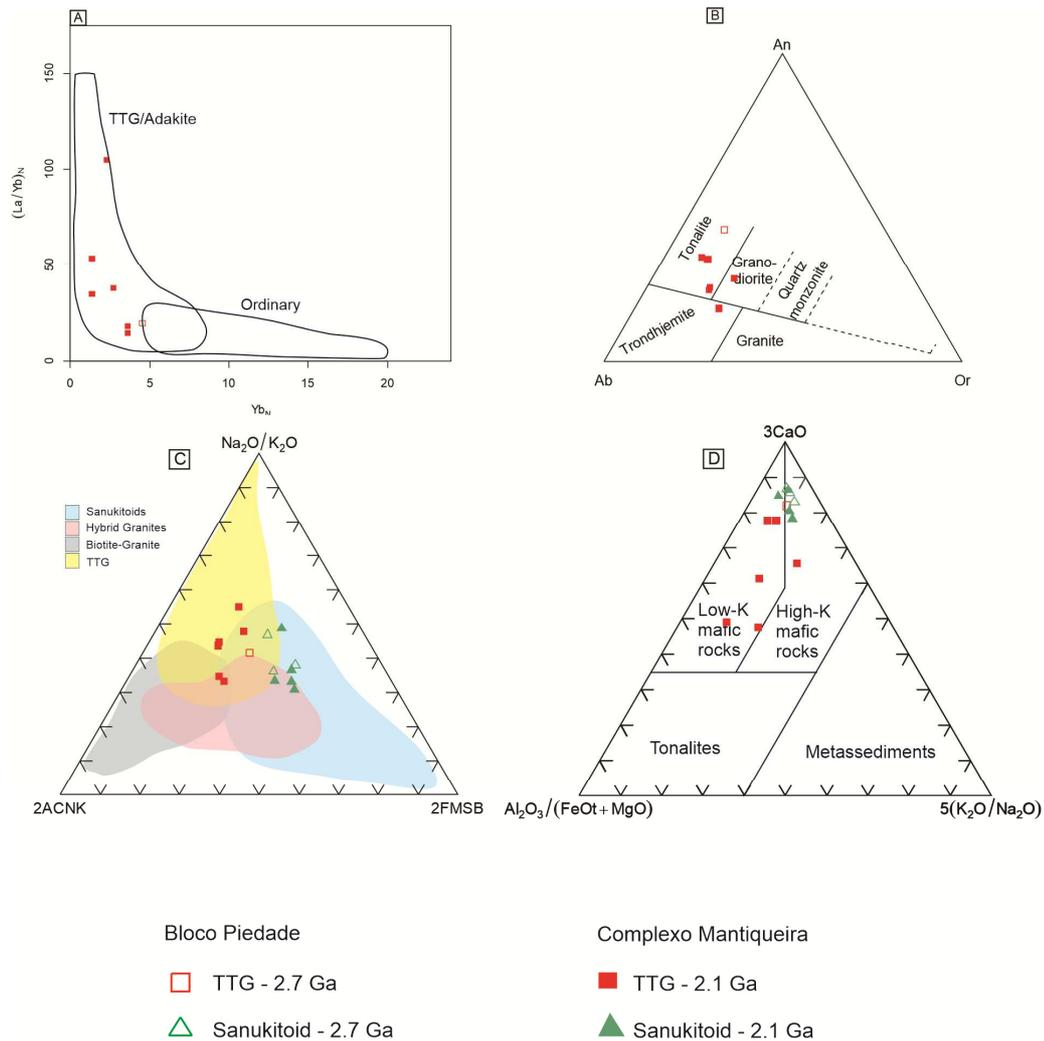 A
150
100
50
0
(La/Yb)N
TTG/Adakite
Ordinary
0 5 10 15 20
YbN
B
An
Tonalite
Grano-
diorite
Quartz
monzonite
Trondhjemite
Granite
Ab
Or
C
Na₂O/K₂O
Sanukitoids
Hybrid Granites
Biotite-Granite
TTG
2ACNK
2FMSB
D
3CaO
Low-K
mafic
rocks
High-K
mafic
rocks
Tonalites
Metassediments
Al₂O₃/(FeOt+MgO)
5(K₂O/Na₂O)
Bloco Piedade
TTG - 2.7 Ga
Sanukitoid - 2.7 Ga
Complexo Mantiqueira
TTG - 2.1 Ga
Sanukitoid - 2.1 Ga